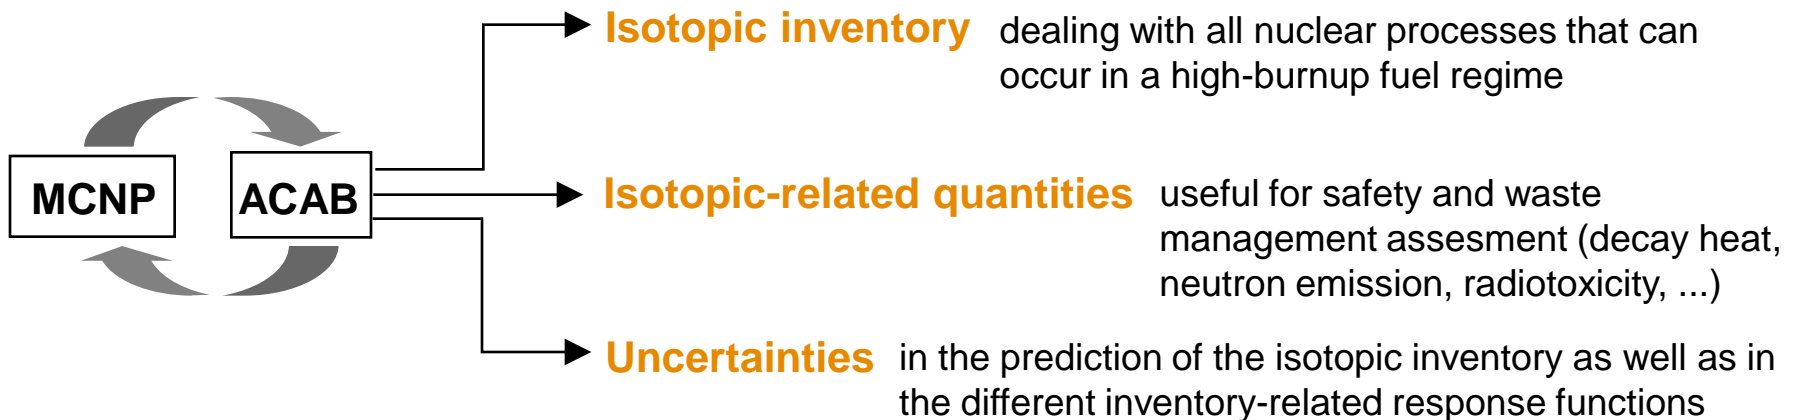 Isotopic inventory dealing with all nuclear processes that can
occur in a high-burnup fuel regime
MCNP ACAB
Isotopic-related quantities useful for safety and waste
management assesment (decay heat,
neutron emission, radiotoxicity, ...)
Uncertainties in the prediction of the isotopic inventory as well as in
the different inventory-related response functions